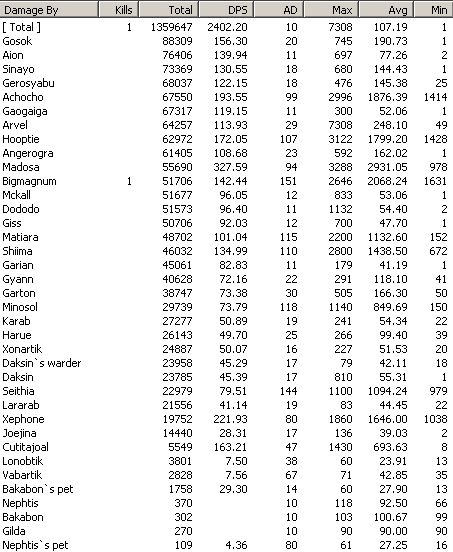 Damage By Kills Total DPS AD Max Avg Min
[ Total ] 1 1359647 2402.20 10 7308 107.19 1
Gosok 88309 156.30 20 745 190.73 1
Aion 76406 139.94 11 697 77.26 2
Sinayo 73369 130.55 18 680 144.43 1
Gerosyabu 68037 122.15 18 476 145.38 25
Achocho 67550 193.55 99 2996 1876.39 1414
Gaogaiga 67317 119.15 11 300 52.06 1
Arvel 64257 113.93 29 7308 248.10 49
Hooptie 62972 172.05 107 3122 1799.20 1428
Angerogra 61405 108.68 23 592 162.02 1
Madosa 55690 327.59 94 3288 2931.05 978
Bigmagnum 1 51706 142.44 151 2646 2068.24 1631
Mckall 51677 96.05 12 833 53.06 1
Dododo 51573 96.40 11 1132 54.40 2
Giss 50706 92.03 12 700 47.70 1
Matiara 48702 101.04 115 2200 1132.60 152
Shiima 46032 134.99 110 2800 1438.50 672
Garian 45061 82.83 11 179 41.19 1
Gyann 40628 72.16 22 291 118.10 41
Garton 38747 73.38 30 505 166.30 50
Minosol 29739 73.79 118 1140 849.69 150
Karab 27277 50.89 19 241 54.34 22
Harue 26143 49.70 25 266 99.40 39
Xonartik 24887 50.07 16 227 51.53 20
Daksin`s warder 23958 45.29 17 79 42.11 18
Daksin 23785 45.39 17 810 55.31 1
Seithia 22979 79.51 144 1100 1094.24 979
Lararab 21556 41.14 19 83 44.45 22
Xephone 19752 221.93 80 1860 1646.00 1038
Joejina 14440 28.31 17 136 39.03 2
Cutitajoal 5549 163.21 47 1430 693.63 8
Lonobtik 3801 7.50 38 60 23.91 13
Vabartik 2828 7.56 67 71 42.85 35
Bakabon`s pet 1758 29.30 14 60 27.90 13
Nephtis 370 10 118 92.50 66
Bakabon 302 10 103 100.67 99
Gilda 270 10 90 90.00 90
Nephtis`s pet 109 4.36 80 61 27.25 16